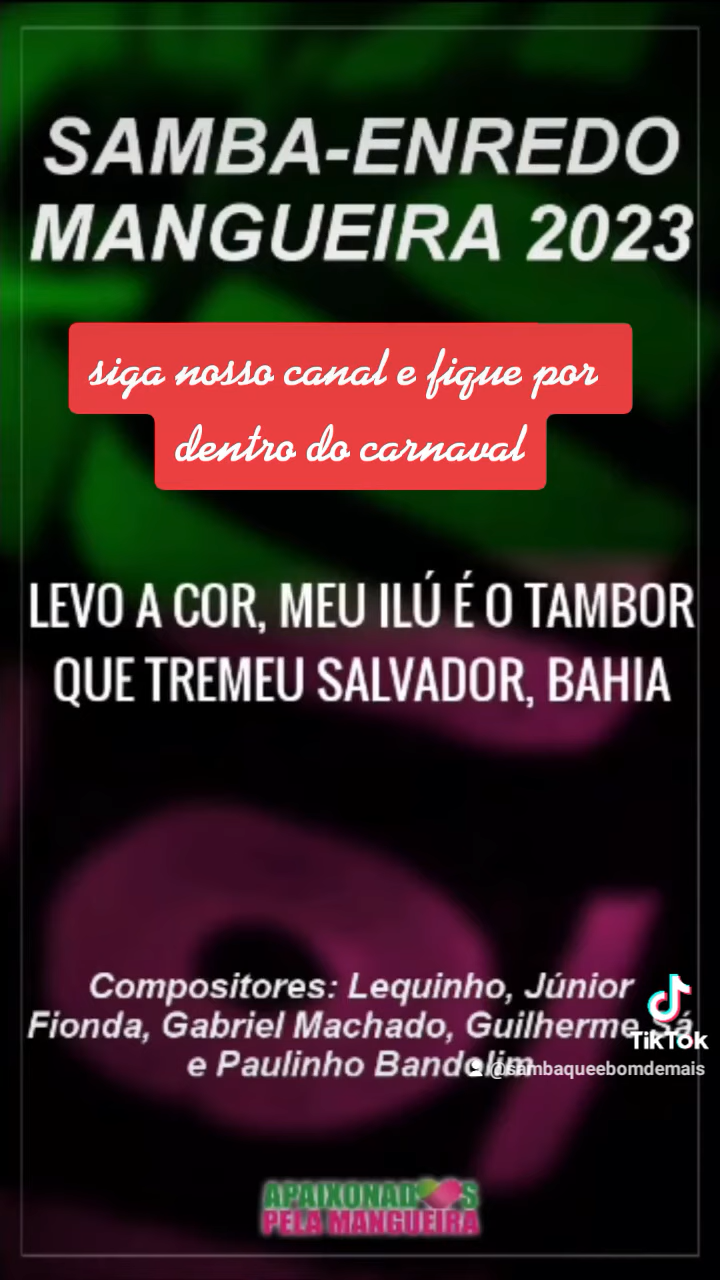 SAMBA-ENREDO
MANGUEIRA 2023
siga nosso canal e fique por
dentro do carnaval
LEVO A COR, MEU ILÚ É O TAMBOR
QUE TREMEU SALVADOR, BAHIA
Compositores: Lequinho, Júnior
Fionda, Gabriel Machado, Guilherme Sá
e Paulinho Bandolim
TikTok
@sambaqueebomdemais
APAIXONADOS
PELA MANGUEIRA